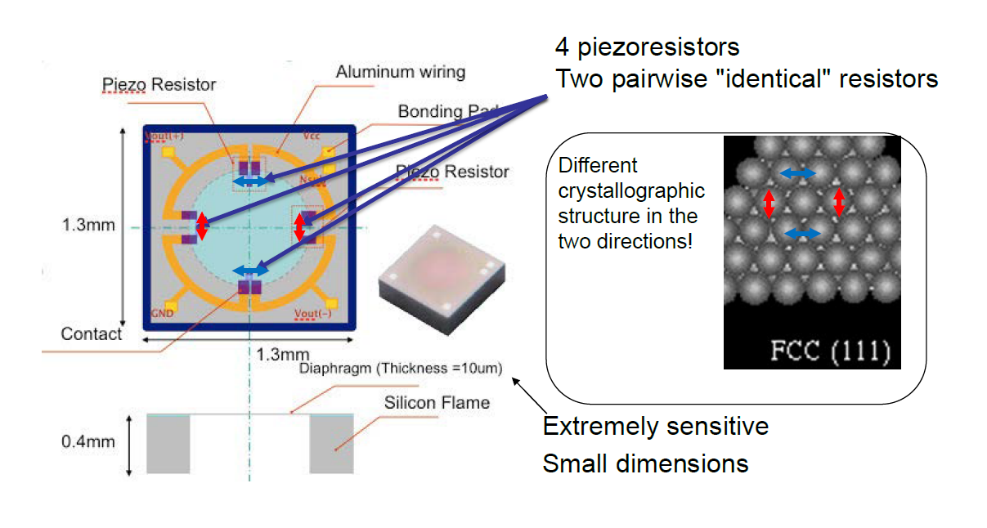 4 piezoresistors
Two pairwise "identical" resistors
Aluminum wiring
Piezo Resistor
Bonding Pad
Vout(+)
Vcc
Piezo Resistor
1.3mm
GND
Vout(-)
Contact
1.3mm
Diaphragm (Thickness =10um)
Silicon Flame
0.4mm
Different
crystallographic
structure in the
two directions!
FCC (111)
Extremely sensitive
Small dimensions